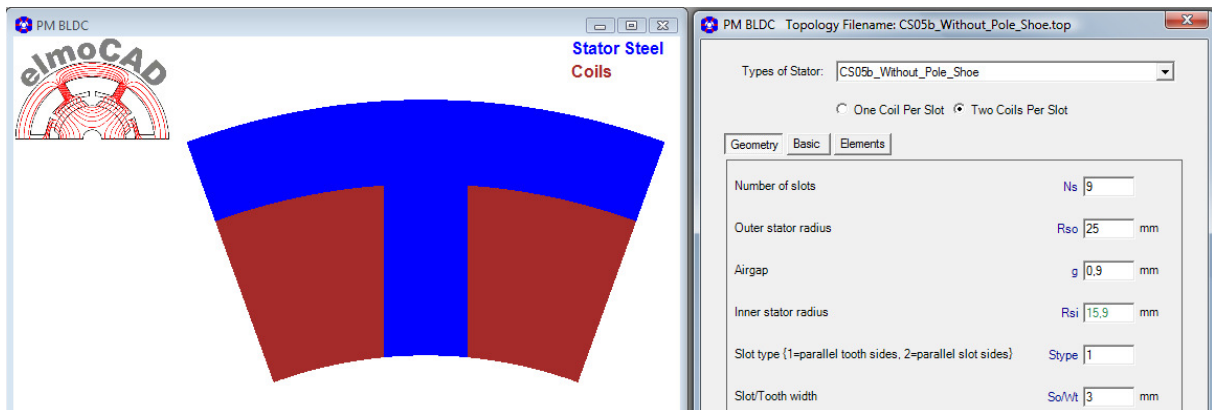 PM BLDC
elmoCAD
Stator Steel
Coils
PM BLDC Topology Filename: CS05b_Without_Pole_Shoe.top
Types of Stator: CS05b_Without_Pole_Shoe
One Coil Per Slot Two Coils Per Slot
Geometry Basic Elements
Number of slots Ns 9
Outer stator radius Rso 25 mm
Airgap g 0,9 mm
Inner stator radius Rsi 15,9 mm
Slot type {1=parallel tooth sides, 2=parallel slot sides} Stype 1
Slot/Tooth width So/Wt 3 mm